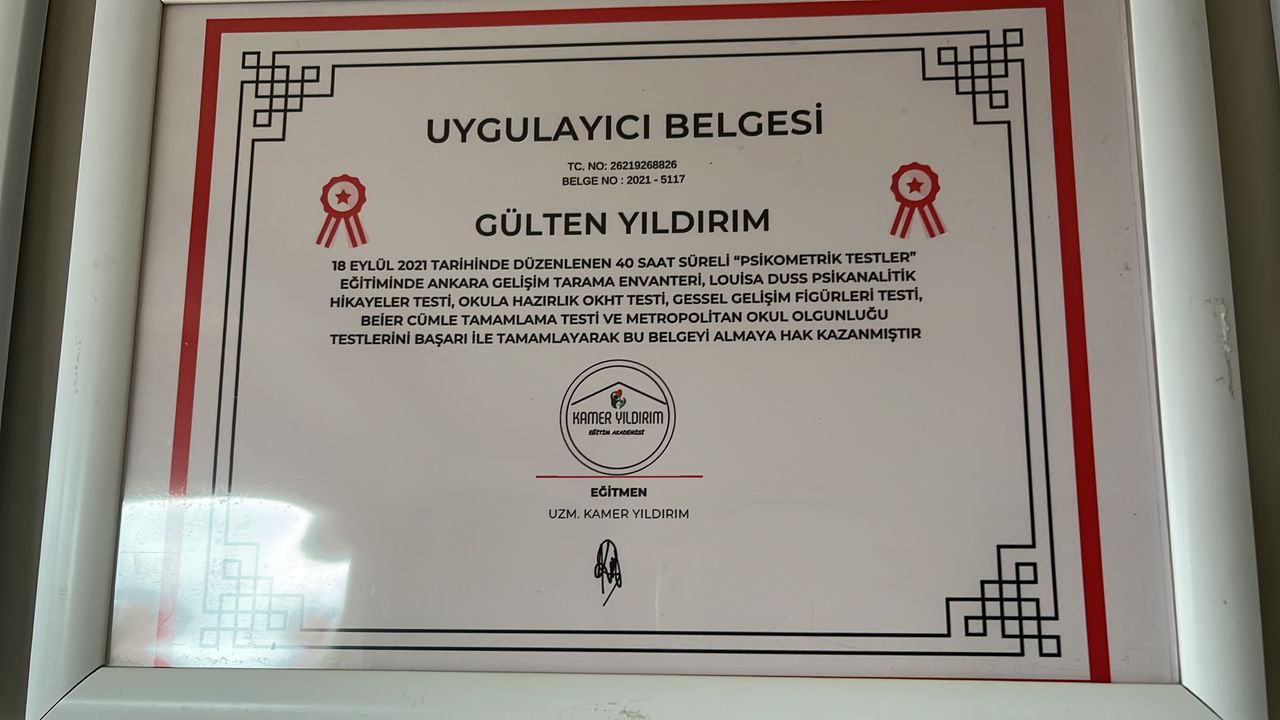 UYGULAYICI BELGESİ
TC. NO: 26219268826
BELGE NO : 2021 - 5117
GÜLTEN YILDIRIM
18 EYLÜL 2021 TARİHİNDE DÜZENLENEN 40 SAAT SÜRELİ “PSİKOMETRİK TESTLER”
EĞİTİMİNDE ANKARA GELİŞİM TARAMA ENVANTERİ, LOUISA DUSS PSİKANALİTİK
HİKAYELER TESTİ, OKULA HAZIRLIK OKHT TESTİ, GESSEL GELİŞİM FİGÜRLERİ TESTİ,
BEİER CÜMLE TAMAMLAMA TESTİ VE METROPOLİTAN OKUL OLGUNLUĞU
TESTLERİNİ BAŞARI İLE TAMAMLAYARAK BU BELGEYİ ALMAYA HAK KAZANMIŞTIR
KAMER YILDIRIM
EĞİTİM AKADEMİSİ
EĞİTMEN
UZM. KAMER YILDIRIM